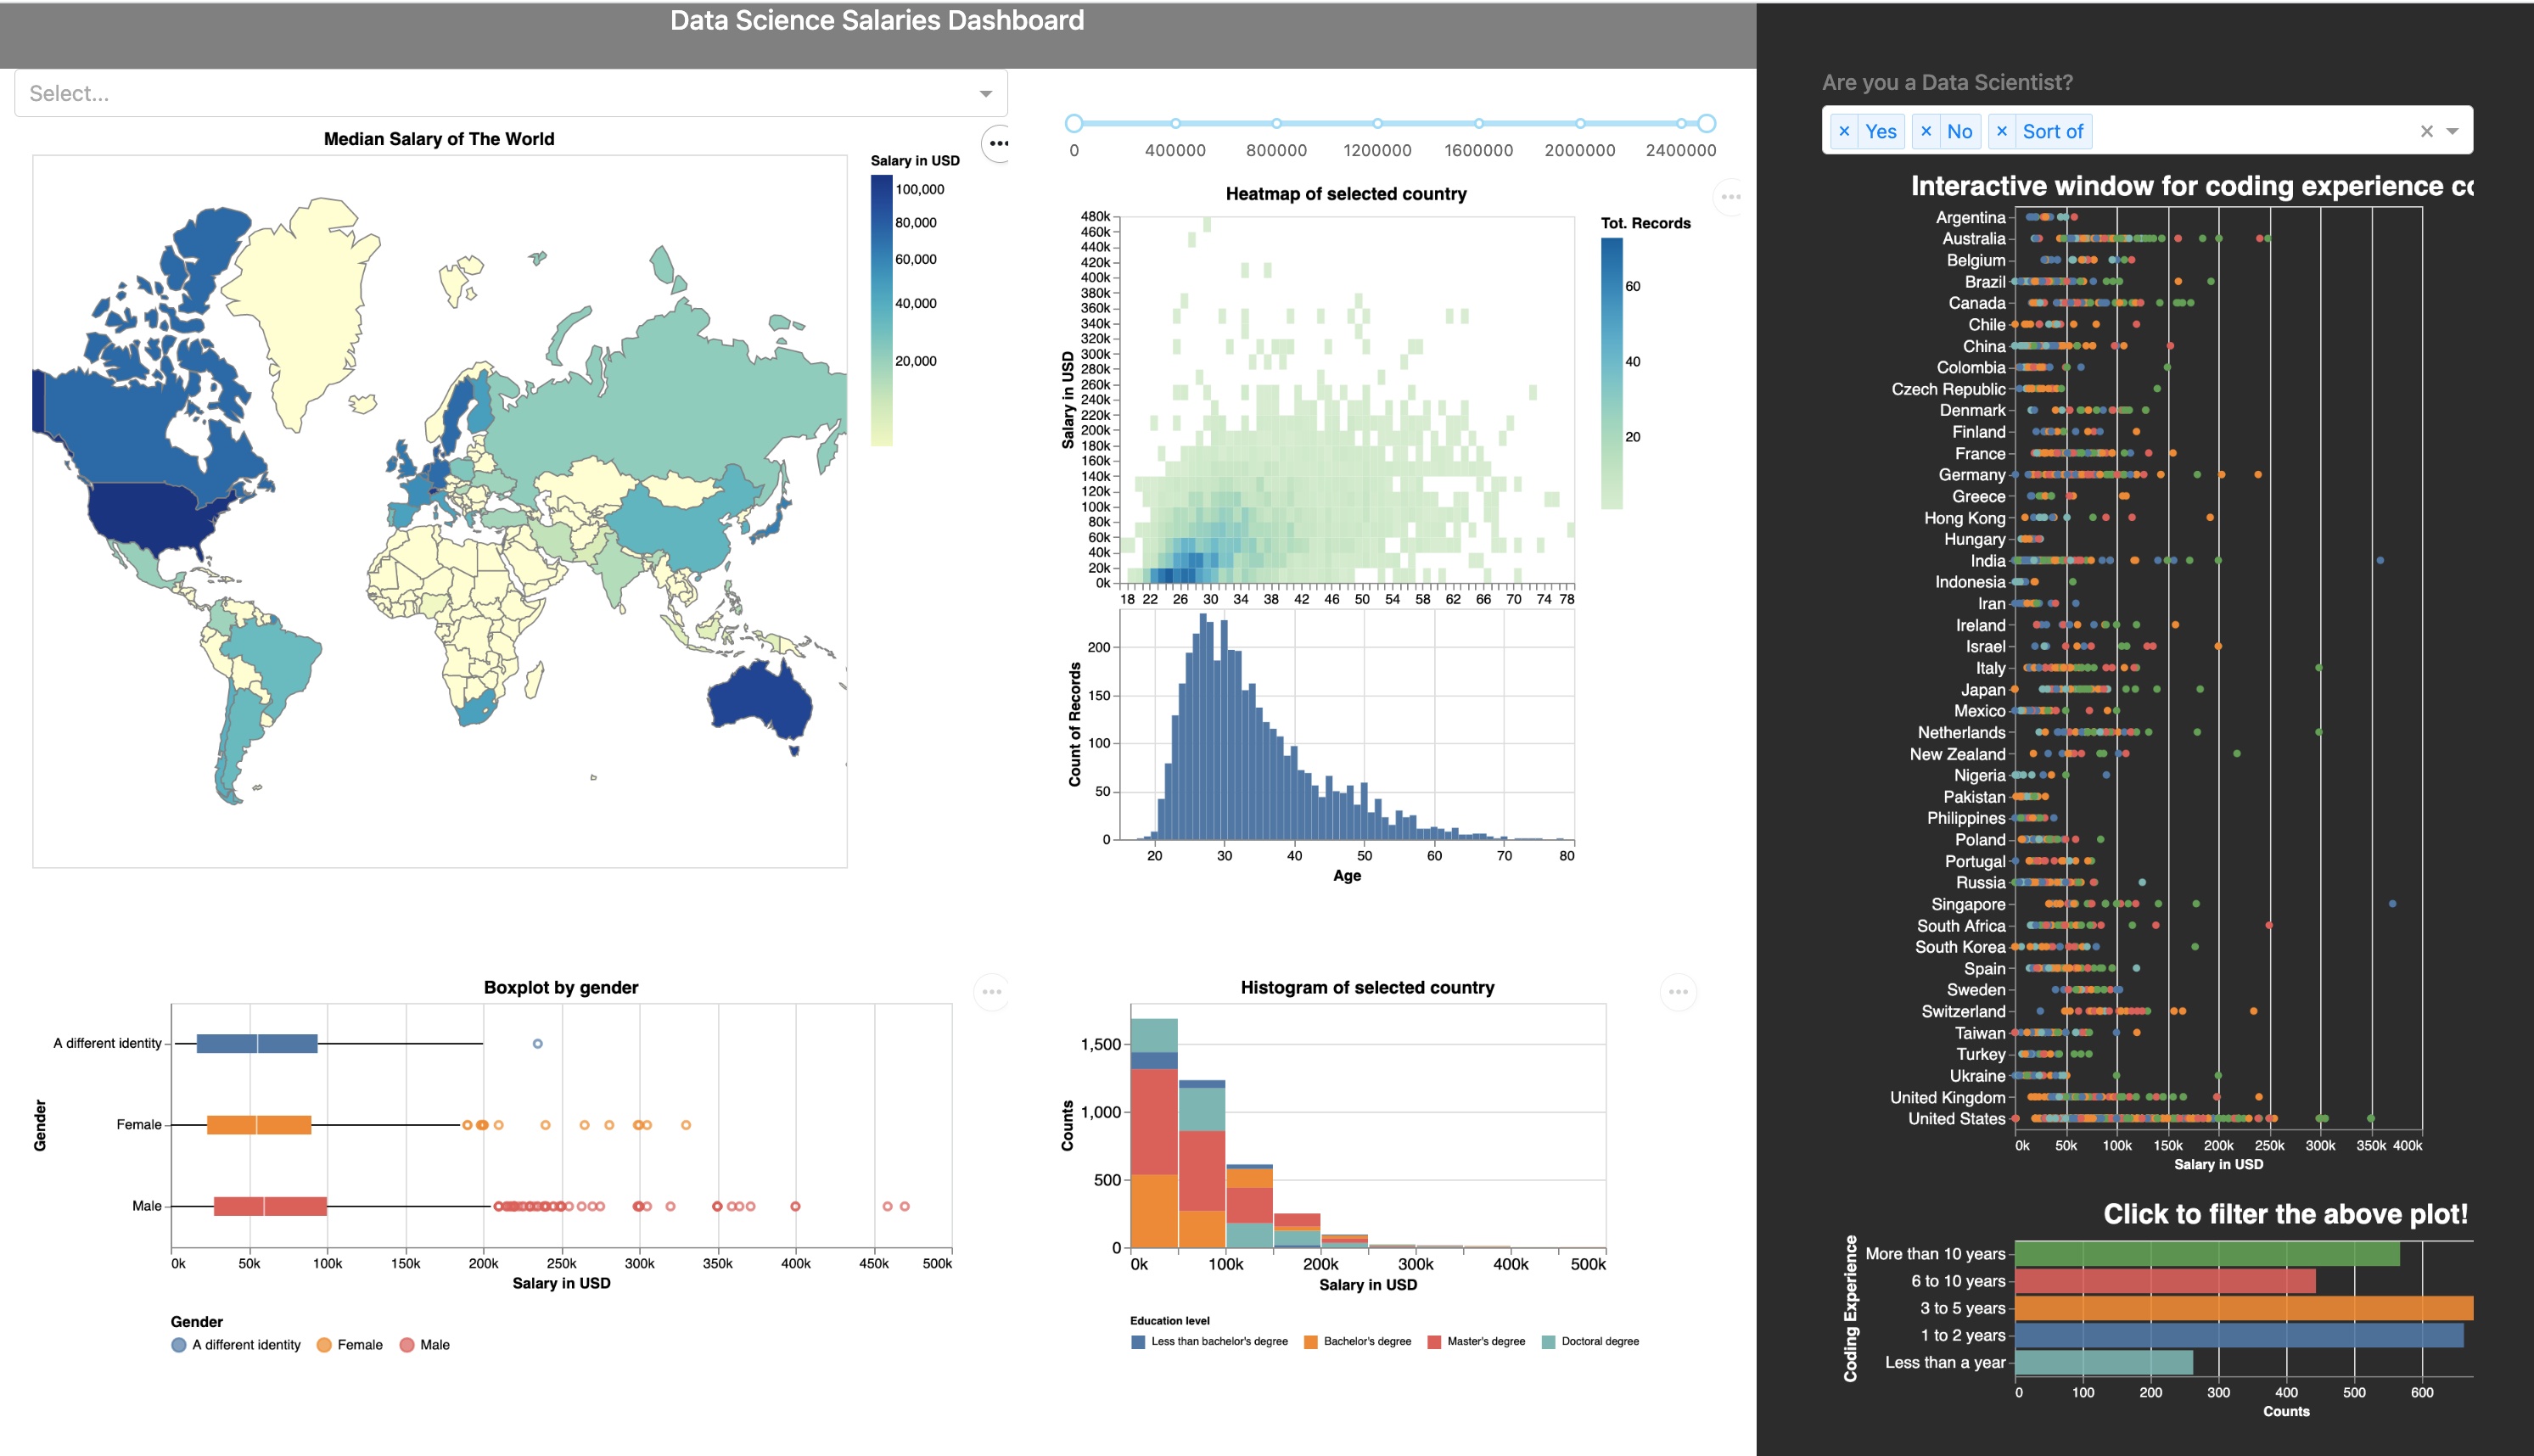 Data Science Salaries Dashboard
Select...
Median Salary of The World
Salary in USD
100,000
80,000
60,000
40,000
20,000
0 400000 800000 1200000 1600000 2000000 2400000
Heatmap of selected country
Salary in USD
480k
460k
440k
420k
400k
380k
360k
340k
320k
300k
280k
260k
240k
220k
200k
180k
160k
140k
120k
100k
80k
60k
40k
20k
0k
18 22 26 30 34 38 42 46 50 54 58 62 66 70 74 78
Tot. Records
60
40
20
Count of Records
200
150
100
50
0
20 30 40 50 60 70 80
Age
Boxplot by gender
Gender
A different identity
Female
Male
0k 50k 100k 150k 200k 250k 300k 350k 400k 450k 500k
Salary in USD
Gender
A different identity Female Male
Histogram of selected country
Counts
1,500
1,000
500
0
0k 100k 200k 300k 400k 500k
Salary in USD
Education level
Less than bachelor's degree Bachelor's degree Master's degree Doctoral degree
Are you a Data Scientist?
× Yes × No × Sort of
Interactive window for coding experience co
Argentina
Australia
Belgium
Brazil
Canada
Chile
China
Colombia
Czech Republic
Denmark
Finland
France
Germany
Greece
Hong Kong
Hungary
India
Indonesia
Iran
Ireland
Israel
Italy
Japan
Mexico
Netherlands
New Zealand
Nigeria
Pakistan
Philippines
Poland
Portugal
Russia
Singapore
South Africa
South Korea
Spain
Sweden
Switzerland
Taiwan
Turkey
Ukraine
United Kingdom
United States
0k 50k 100k 150k 200k 250k 300k 350k 400k
Salary in USD
Click to filter the above plot!
Coding Experience
More than 10 years
6 to 10 years
3 to 5 years
1 to 2 years
Less than a year
0 100 200 300 400 500 600
Counts